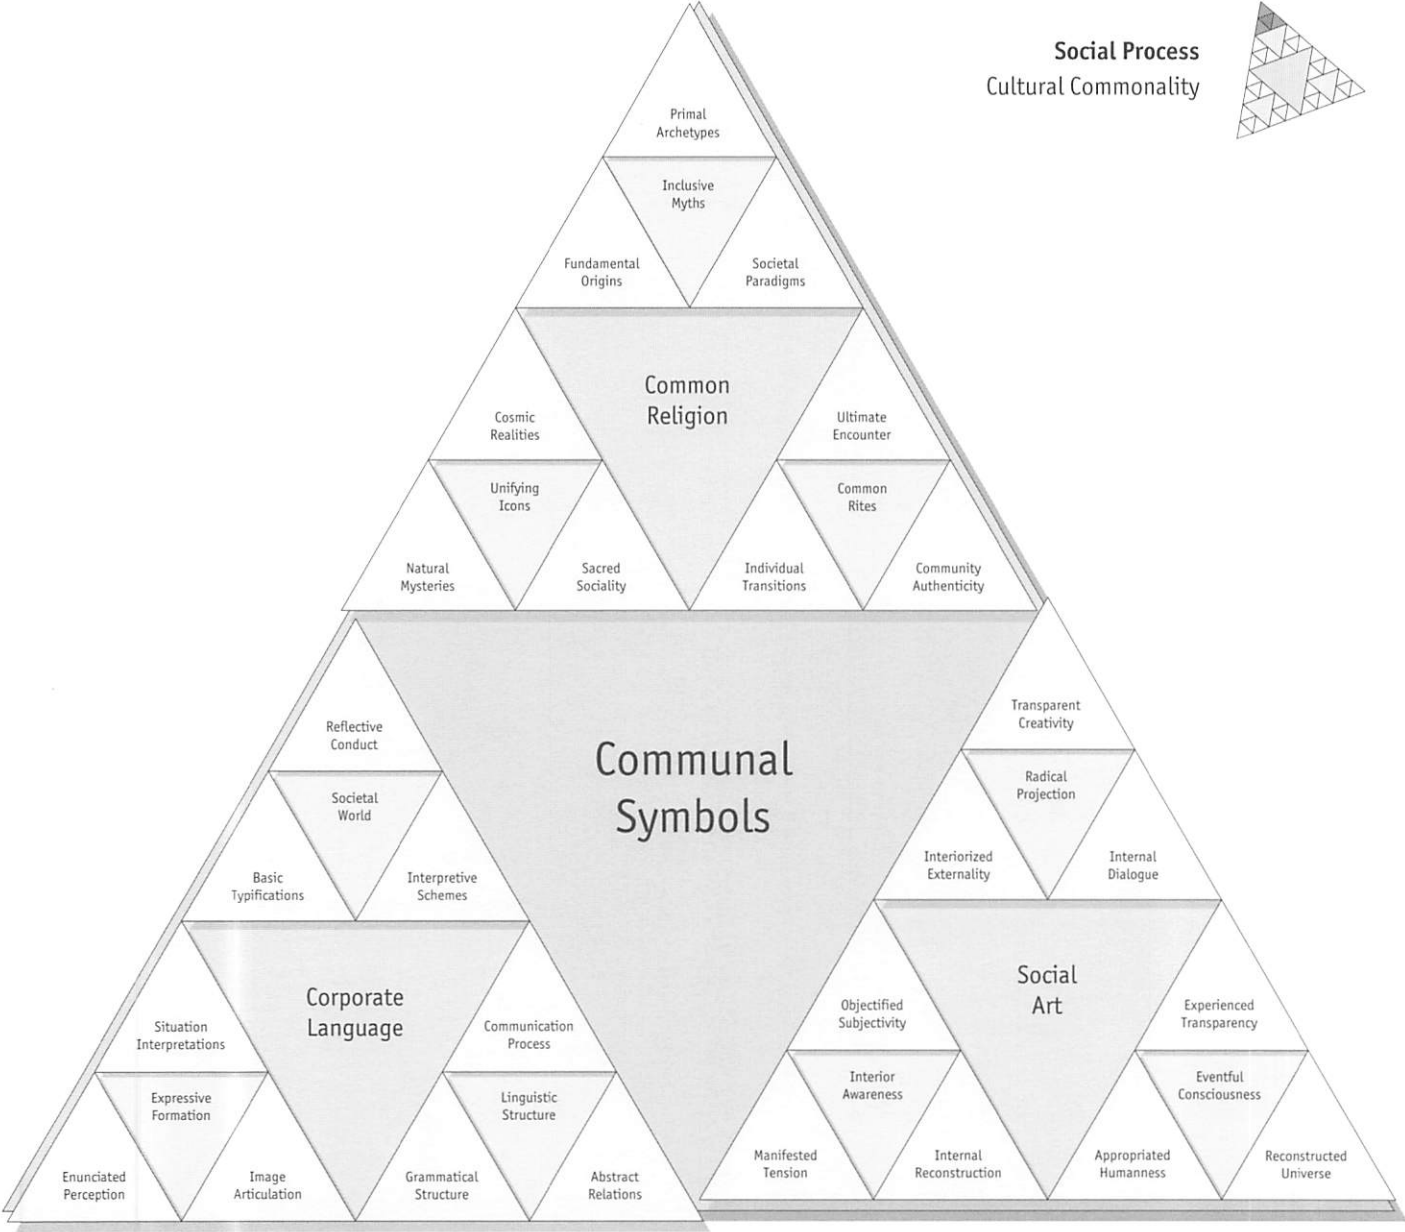 Social Process
Cultural Commonality
Primal
Archetypes
Inclusive
Myths
Fundamental
Origins
Societal
Paradigms
Common
Religion
Cosmic
Realities
Ultimate
Encounter
Unifying
Icons
Common
Rites
Natural
Mysteries
Sacred
Sociality
Individual
Transitions
Community
Authenticity
Communal
Symbols
Reflective
Conduct
Societal
World
Basic
Typifications
Interpretive
Schemes
Corporate
Language
Situation
Interpretations
Communication
Process
Expressive
Formation
Linguistic
Structure
Enunciated
Perception
Image
Articulation
Grammatical
Structure
Abstract
Relations
Transparent
Creativity
Radical
Projection
Interiorized
Externality
Internal
Dialogue
Social
Art
Objectified
Subjectivity
Experienced
Transparency
Interior
Awareness
Eventful
Consciousness
Manifested
Tension
Internal
Reconstruction
Appropriated
Humanness
Reconstructed
Universe